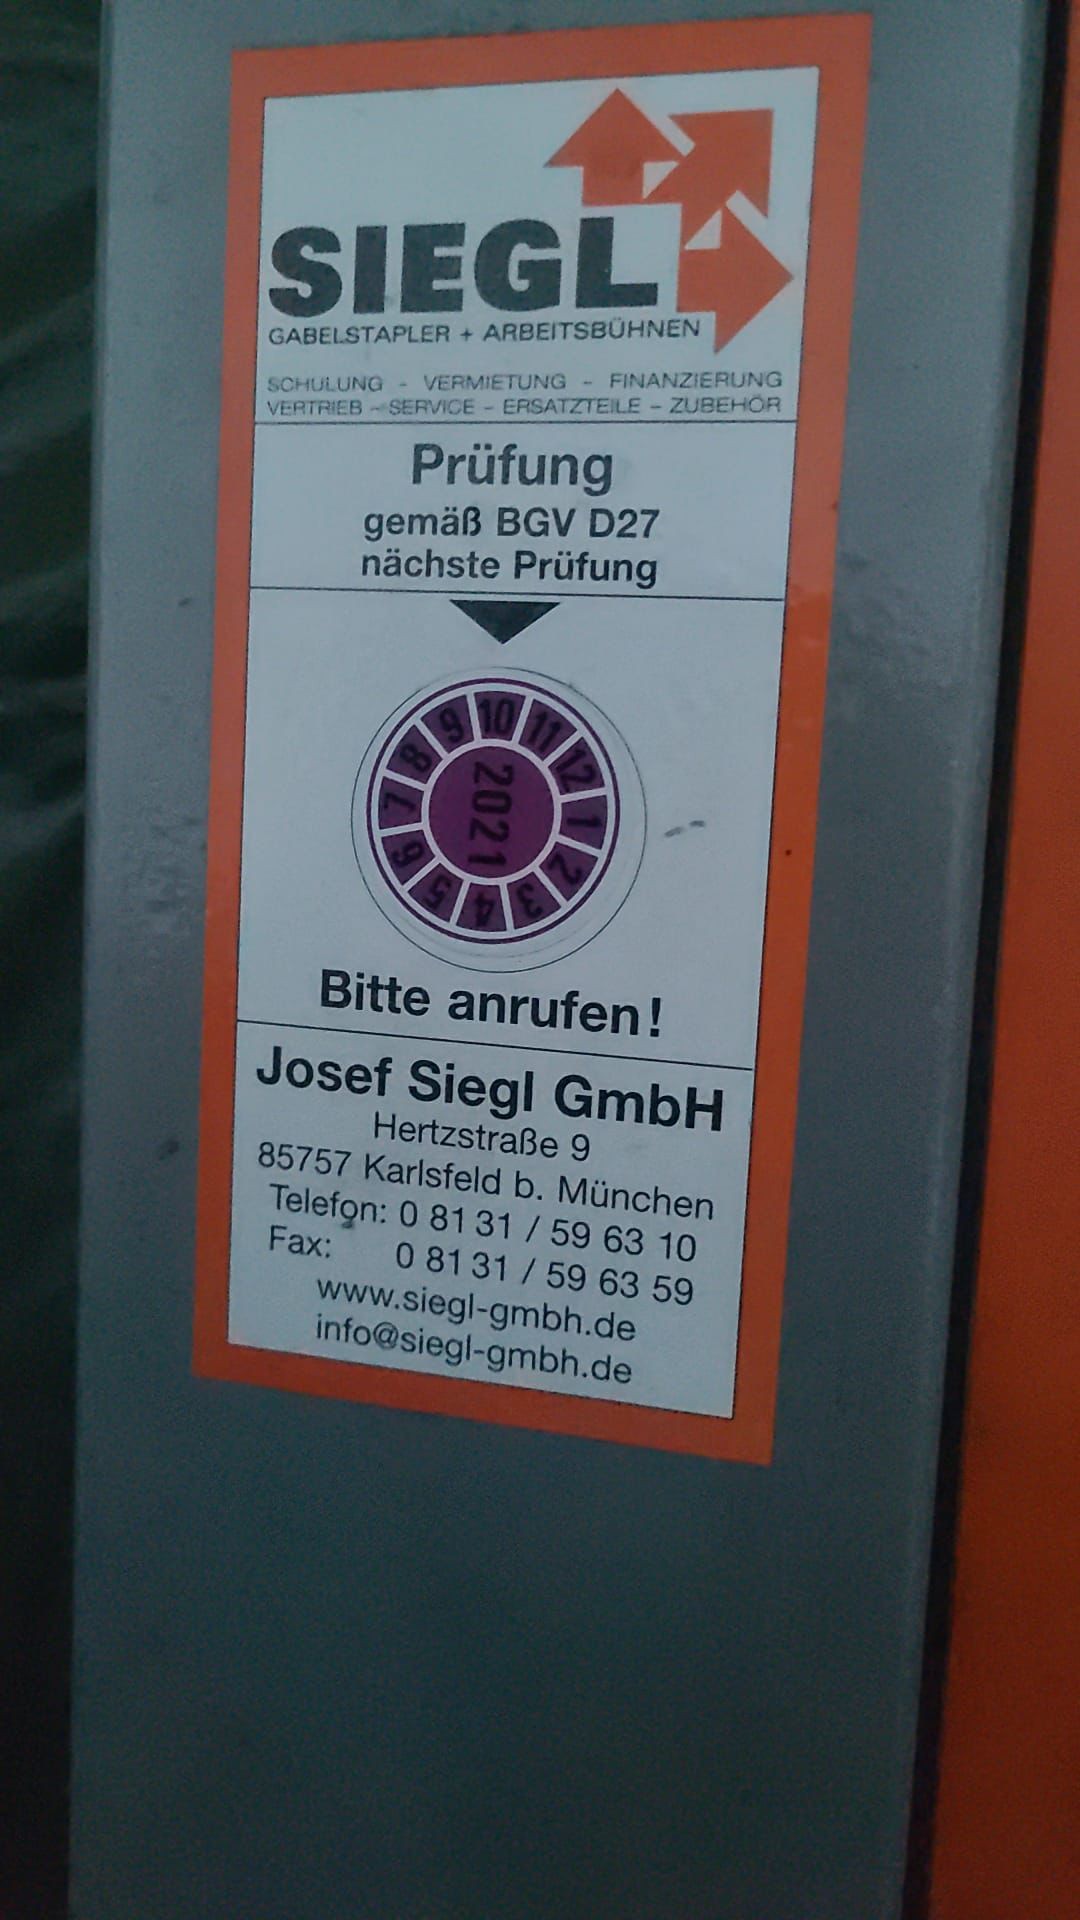 SIEGL
GABELSTAPLER + ARBEITSBÜHNEN
SCHULUNG - VERMIETUNG - FINANZIERUNG
VERTRIEB - SERVICE - ERSATZTEILE - ZUBEHÖR
Prüfung
gemäß BGV D27
nächste Prüfung
10 11 12 1 2 3 4 5 6 7 8 9
2021
Bitte anrufen!
Josef Siegl GmbH
Hertzstraße 9
85757 Karlsfeld b. München
Telefon: 0 81 31 / 59 63 10
Fax: 0 81 31 / 59 63 59
www.siegl-gmbh.de
info@siegl-gmbh.de